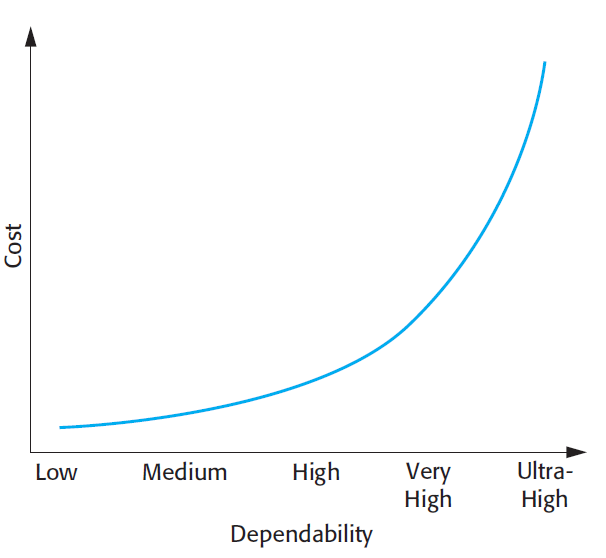 Cost
Low Medium High Very Ultra-
High High
Dependability